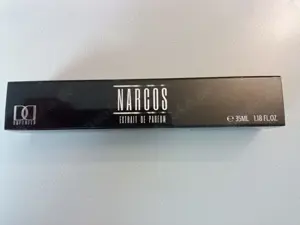 NARCOS
EXTRAIT DE PARFUM
℮ 35ML 1.18 FL.OZ.